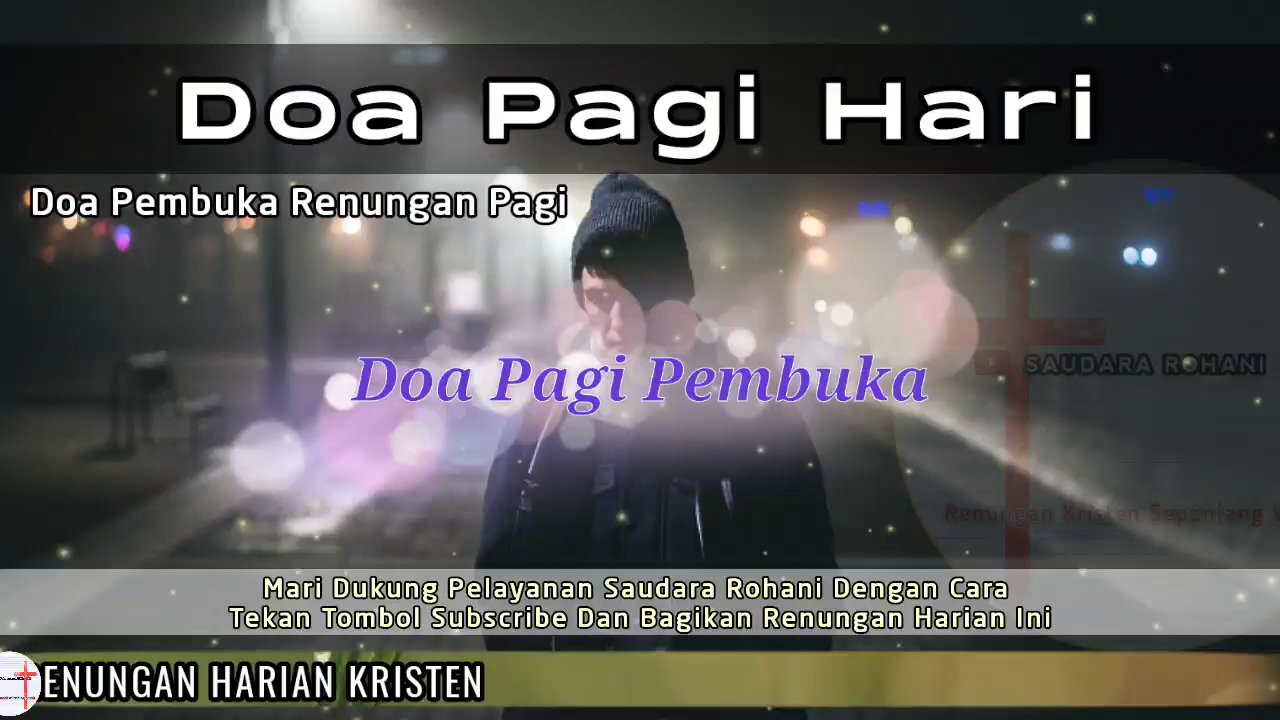 Doa Pagi Hari
Doa Pembuka Renungan Pagi
SAUDARA ROHANI
Doa Pagi Pembuka
Renungan Kristen Sepanjang
Mari Dukung Pelayanan Saudara Rohani Dengan Cara
Tekan Tombol Subscribe Dan Bagikan Renungan Harian Ini
ENUNGAN HARIAN KRISTEN